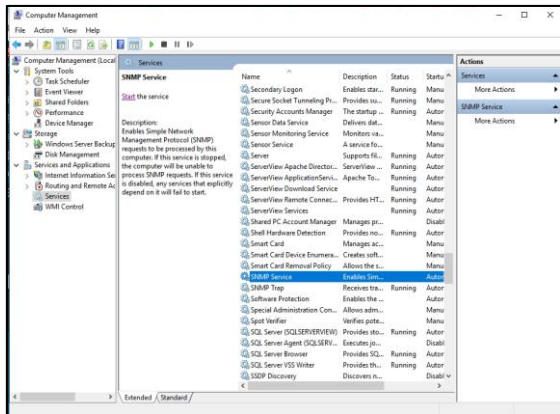 Computer Management
File Action View Help
Computer Management (Local
System Tools
Task Scheduler
Event Viewer
Shared Folders
Performance
Device Manager
Storage
Windows Server Backup
Disk Management
Services and Applications
Internet Information Se
Routing and Remote Ac
Services
WMI Control
Services
SNMP Service
Start the service
Description:
Enables Simple Network
Management Protocol (SNMP)
requests to be processed by this
computer. If this service is stopped,
the computer will be unable to
process SNMP requests. If this service
is disabled, any services that explicitly
depend on it will fail to start.
Name Description Status Startu
Secondary Logon Enables star... Running Manu
Secure Socket Tunneling Pr... Provides su... Running Manu
Security Accounts Manager The startup ... Running Autor
Sensor Data Service Delivers dat... Manu
Sensor Monitoring Service Monitors va... Manu
Sensor Service A service fo... Manu
Server Supports fil... Running Autor
ServerView Apache Director... ServerView ... Running Autor
ServerView ApplicationServi... Apache To... Running Autor
ServerView Download Service Running Autor
ServerView Remote Connec... Provides HT... Running Autor
ServerView Services Running Autor
Shared PC Account Manager Manages pr... Disabl
Shell Hardware Detection Provides no... Running Autor
Smart Card Manages ac... Manu
Smart Card Device Enumera... Creates soft... Manu
Smart Card Removal Policy Allows the s... Manu
SNMP Service Enables Sim... Autor
SNMP Trap Receives tra... Running Autor
Software Protection Enables the ... Autor
Special Administration Con... Allows adm... Manu
Spot Verifier Verifies pote... Manu
SQL Server (SQLSERVERVIEW) Provides sto... Running Autor
SQL Server Agent (SQLSERV... Executes jo... Disabl
SQL Server Browser Provides SQ... Running Autor
SQL Server VSS Writer Provides th... Running Autor
SSDP Discovery Discovers n... Disabl
Extended Standard
Actions
Services
More Actions
SNMP Service
More Actions